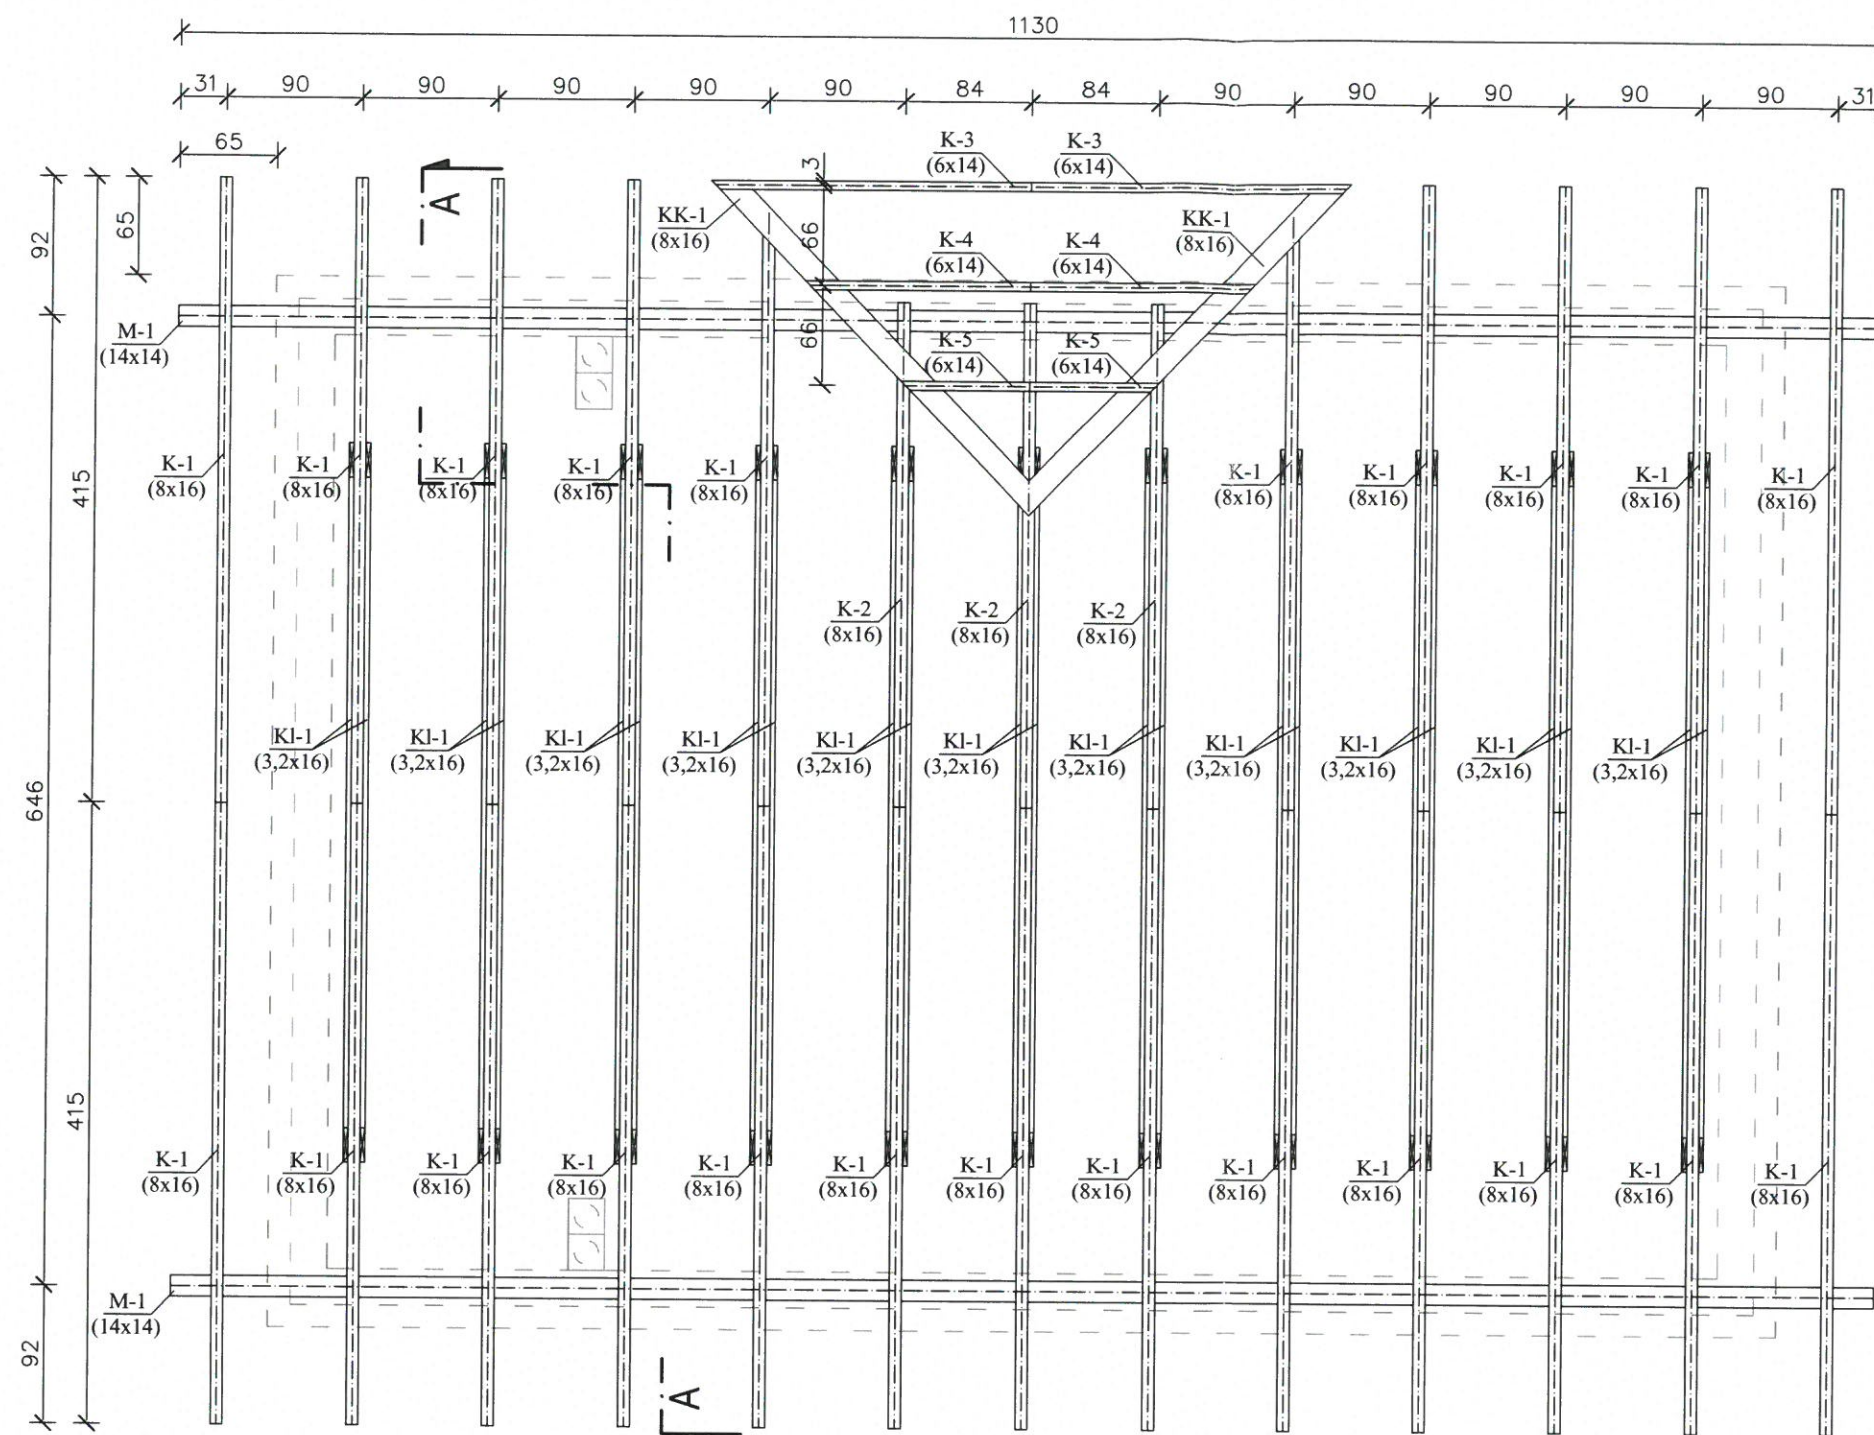 1130
31 90 90 90 90 90 84 84 90 90 90 90 90 31
65
K-3 K-3
(6x14) (6x14)
3
A
92
65
KK-1 KK-1
(8x16) (8x16)
66
K-4 K-4
(6x14) (6x14)
M-1
(14x14)
66
K-5 K-5
(6x14) (6x14)
K-1 K-1 K-1 K-1 K-1 K-1 K-1 K-1 K-1 K-1
(8x16) (8x16) (8x16) (8x16) (8x16) (8x16) (8x16) (8x16) (8x16) (8x16)
415
K-2 K-2 K-2
(8x16) (8x16) (8x16)
Kl-1 Kl-1 Kl-1 Kl-1 Kl-1 Kl-1 Kl-1 Kl-1 Kl-1 Kl-1 Kl-1
(3,2x16) (3,2x16) (3,2x16) (3,2x16) (3,2x16) (3,2x16) (3,2x16) (3,2x16) (3,2x16) (3,2x16) (3,2x16)
646
415
K-1 K-1 K-1 K-1 K-1 K-1 K-1 K-1 K-1 K-1 K-1 K-1 K-1
(8x16) (8x16) (8x16) (8x16) (8x16) (8x16) (8x16) (8x16) (8x16) (8x16) (8x16) (8x16) (8x16)
M-1
(14x14)
92
A